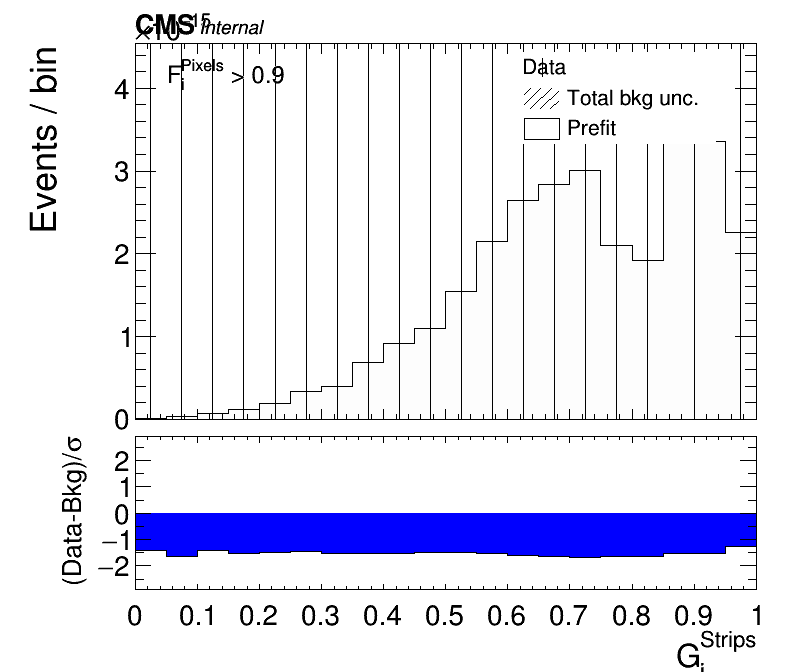 CMS Internal
×10^15
F_i^Pixels > 0.9
Data
Total bkg unc.
Prefit
Events / bin
4
3
2
1
0
(Data-Bkg)/σ
2
1
0
−1
−2
0 0.1 0.2 0.3 0.4 0.5 0.6 0.7 0.8 0.9 1
G_i^Strips